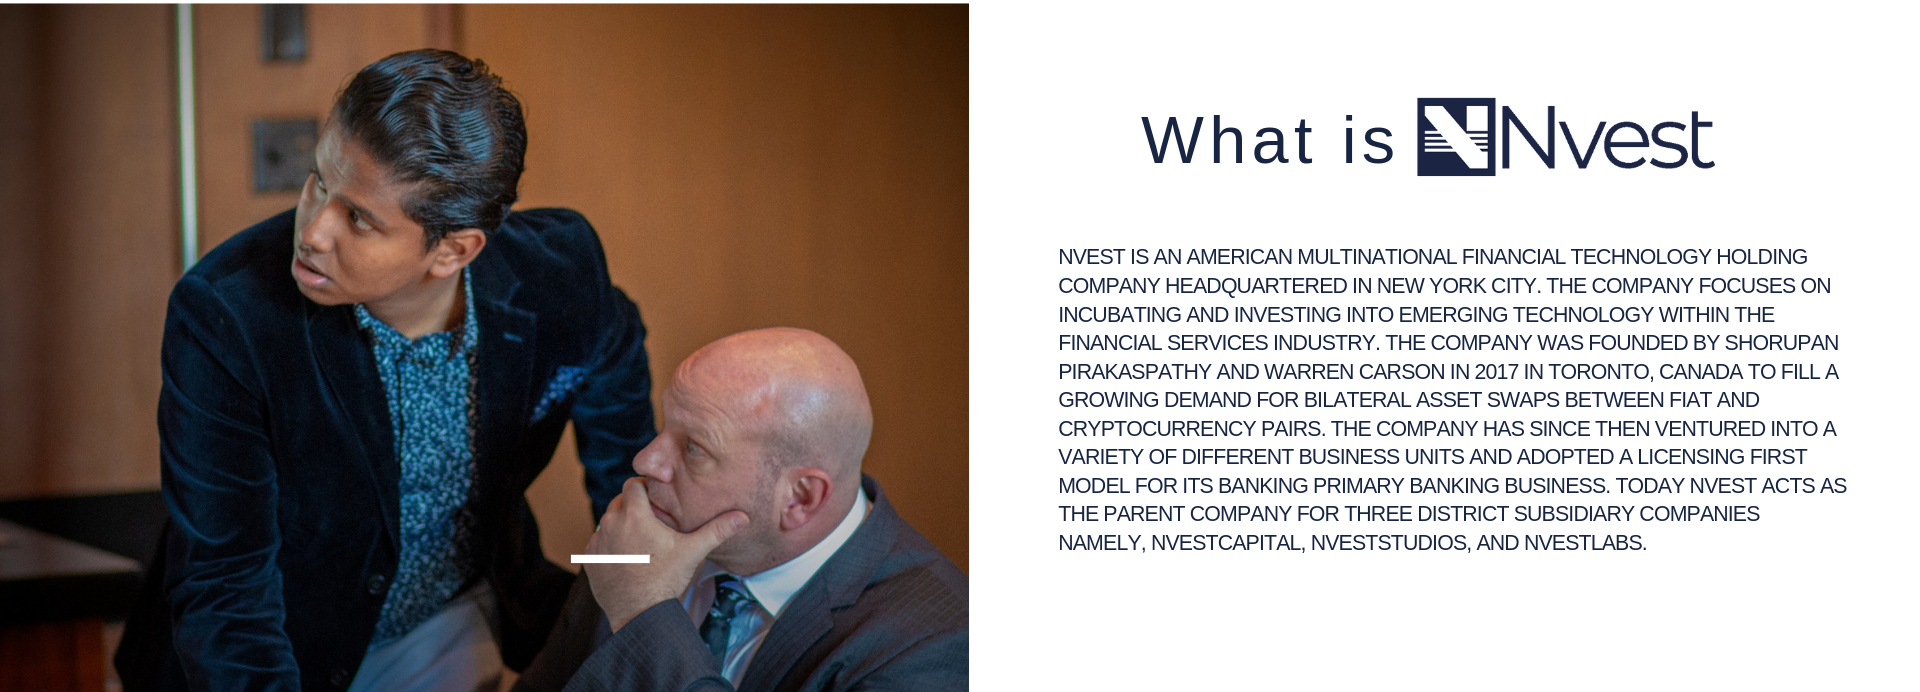 What is Nvest
NVEST IS AN AMERICAN MULTINATIONAL FINANCIAL TECHNOLOGY HOLDING
COMPANY HEADQUARTERED IN NEW YORK CITY. THE COMPANY FOCUSES ON
INCUBATING AND INVESTING INTO EMERGING TECHNOLOGY WITHIN THE
FINANCIAL SERVICES INDUSTRY. THE COMPANY WAS FOUNDED BY SHORUPAN
PIRAKASPATHY AND WARREN CARSON IN 2017 IN TORONTO, CANADA TO FILL A
GROWING DEMAND FOR BILATERAL ASSET SWAPS BETWEEN FIAT AND
CRYPTOCURRENCY PAIRS. THE COMPANY HAS SINCE THEN VENTURED INTO A
VARIETY OF DIFFERENT BUSINESS UNITS AND ADOPTED A LICENSING FIRST
MODEL FOR ITS BANKING PRIMARY BANKING BUSINESS. TODAY NVEST ACTS AS
THE PARENT COMPANY FOR THREE DISTRICT SUBSIDIARY COMPANIES
NAMELY, NVESTCAPITAL, NVESTSTUDIOS, AND NVESTLABS.